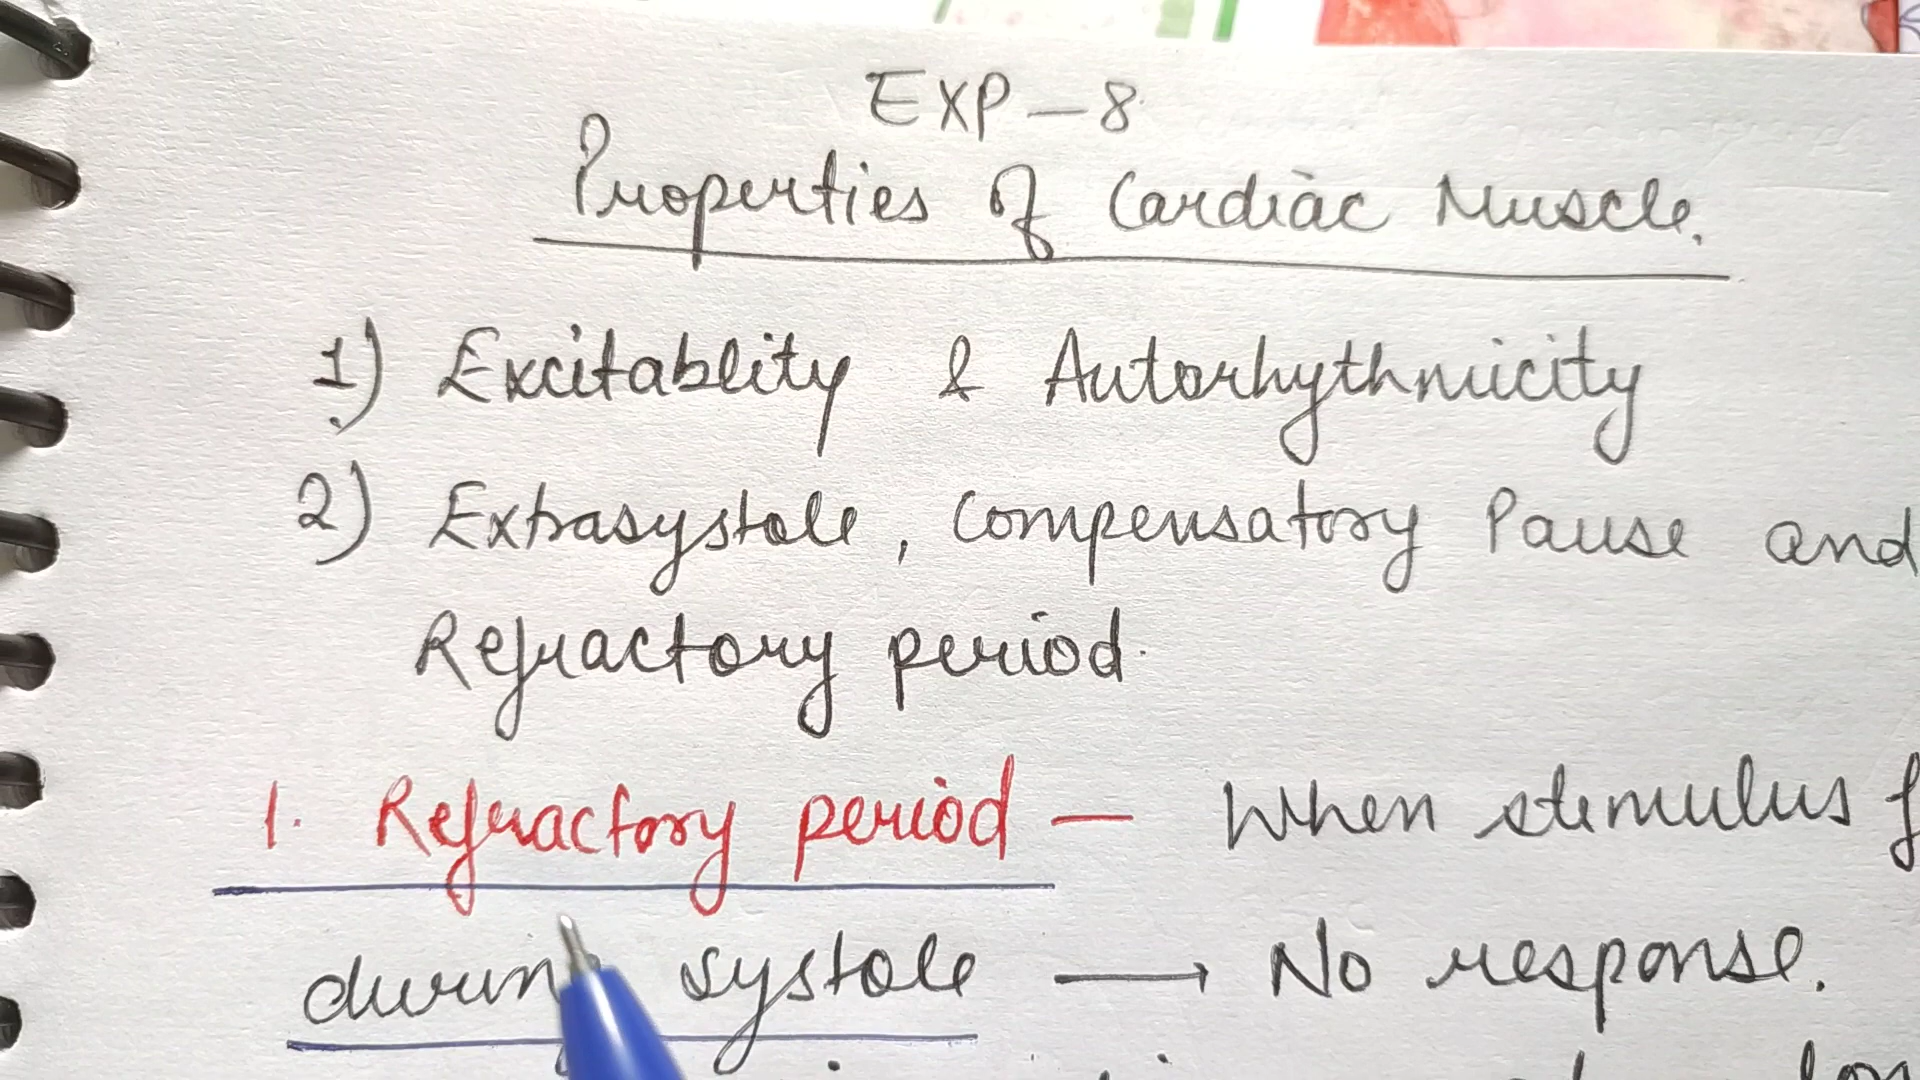 EXP - 8
Properties of Cardiac Muscle.
1) Excitablity & Autorhythmicity
2) Extrasystole, Compensatory Pause and
Refractory period.
1. Refractory period — When stimulus
systole → No response.